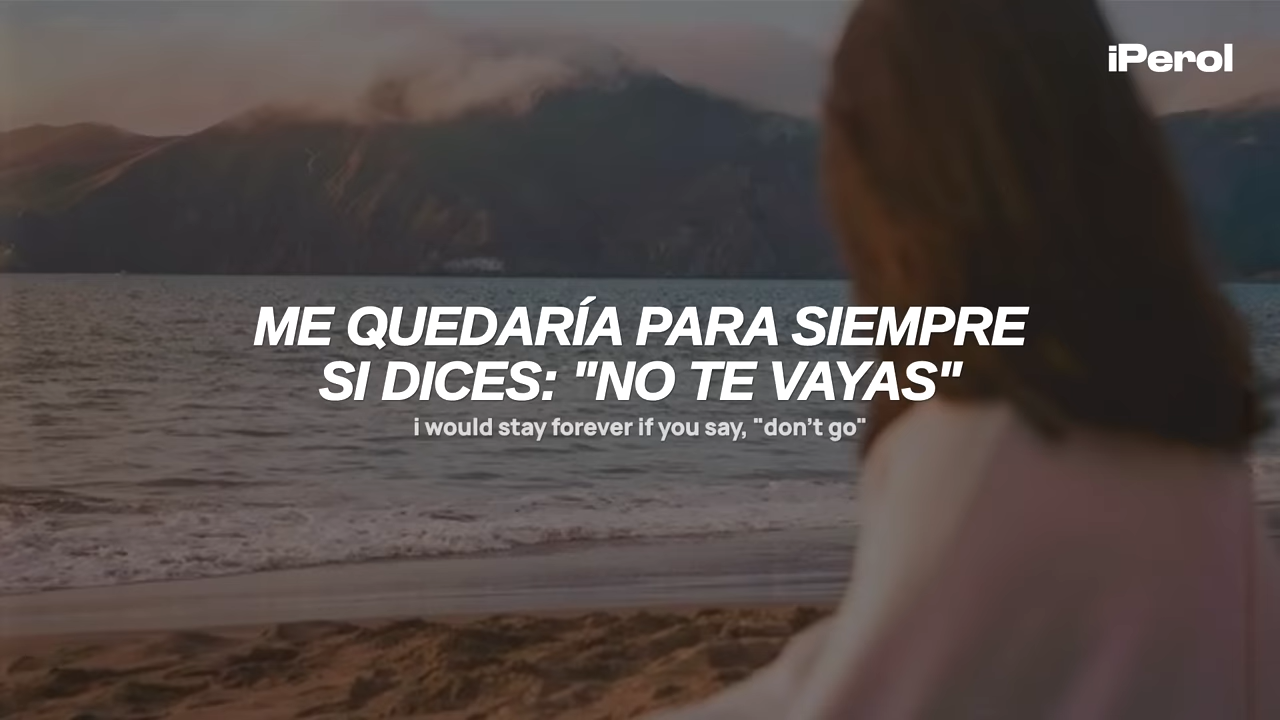 iPerol
ME QUEDARÍA PARA SIEMPRE
SI DICES: "NO TE VAYAS"
i would stay forever if you say, "don't go"